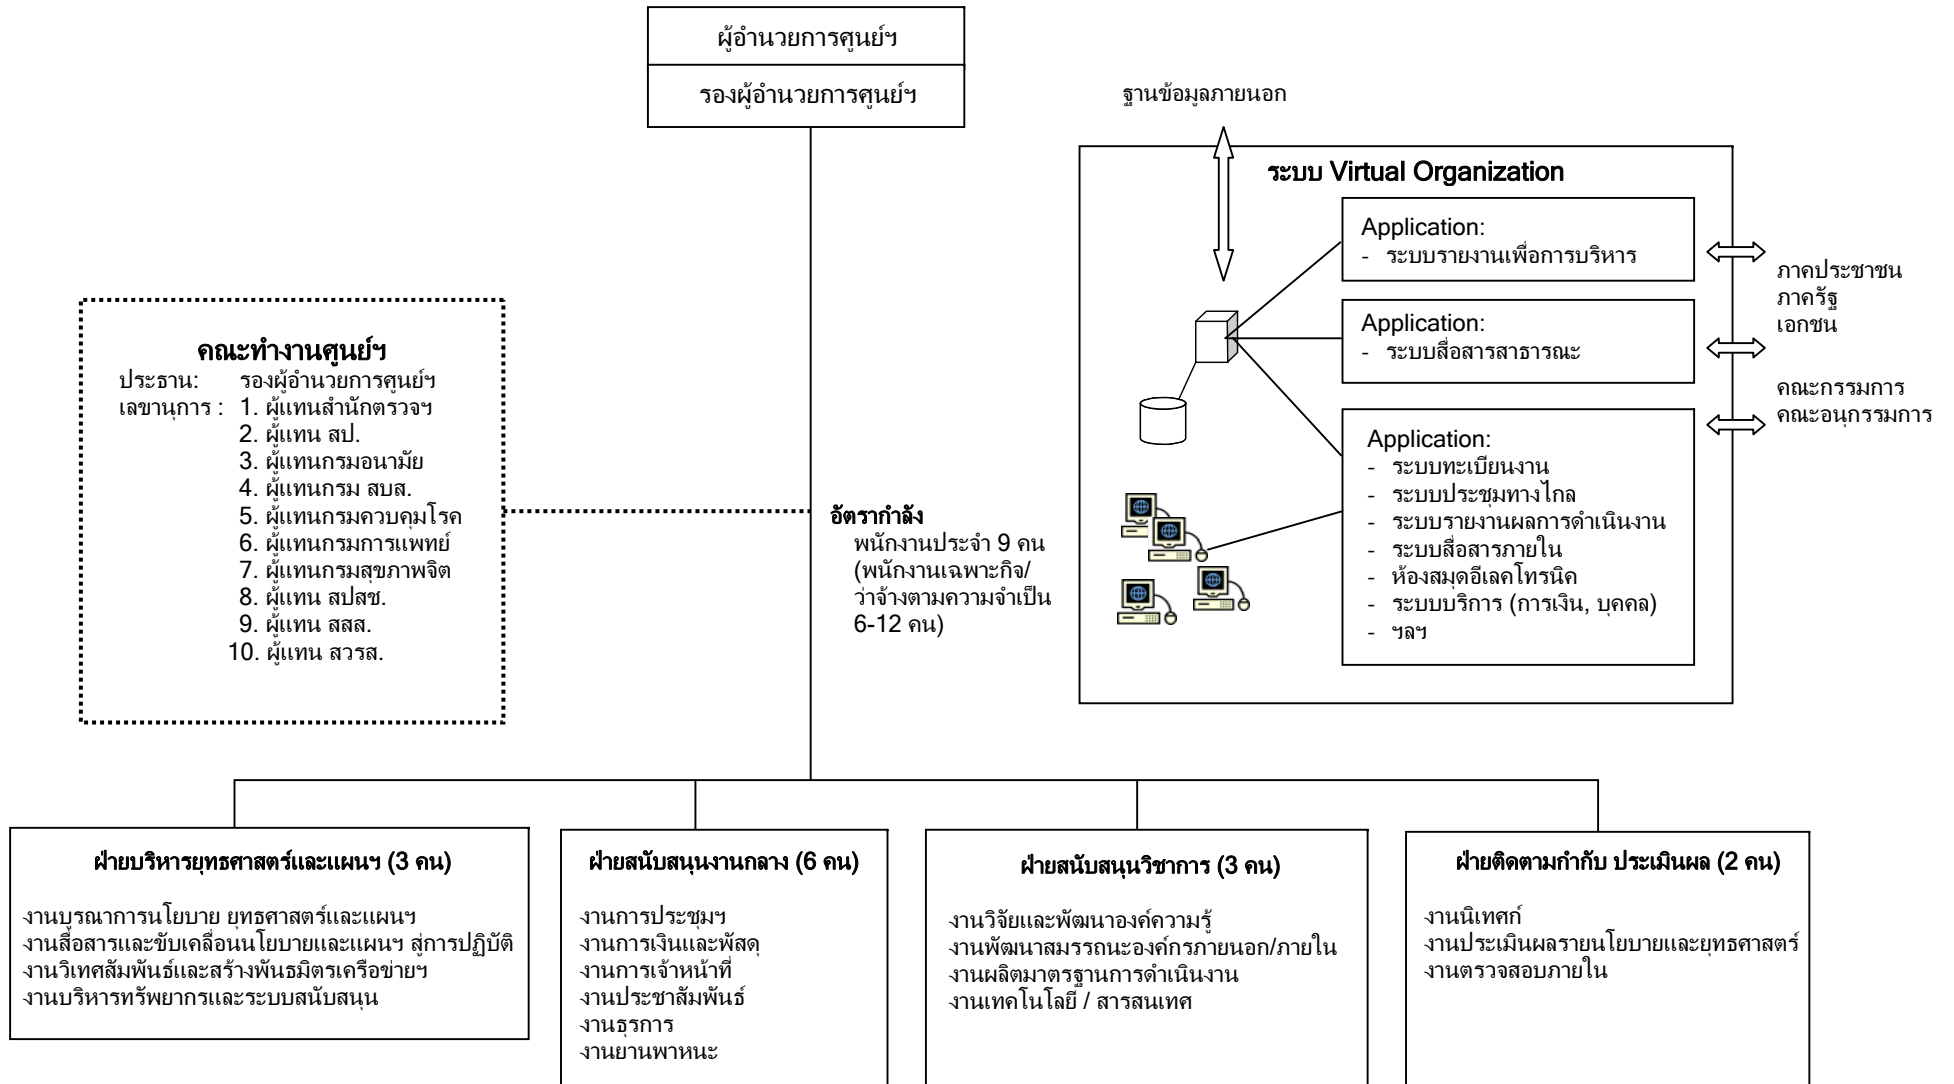 ผู้อำนวยการศูนย์ฯ
รองผู้อำนวยการศูนย์ฯ
ฐานข้อมูลภายนอก
ระบบ Virtual Organization
Application:
- ระบบรายงานเพื่อการบริหาร
Application:
- ระบบสื่อสารสาธารณะ
Application:
- ระบบทะเบียนงาน
- ระบบประชุมทางไกล
- ระบบรายงานผลการดำเนินงาน
- ระบบสื่อสารภายใน
- ห้องสมุดอีเลคโทรนิค
- ระบบบริการ (การเงิน, บุคคล)
- ฯลฯ
ภาคประชาชน
ภาครัฐ
เอกชน
คณะกรรมการ
คณะอนุกรรมการ
คณะทำงานศูนย์ฯ
ประธาน: รองผู้อำนวยการศูนย์ฯ
เลขานุการ : 1. ผู้แทนสำนักตรวจฯ
2. ผู้แทน สป.
3. ผู้แทนกรมอนามัย
4. ผู้แทนกรม สบส.
5. ผู้แทนกรมควบคุมโรค
6. ผู้แทนกรมการแพทย์
7. ผู้แทนกรมสุขภาพจิต
8. ผู้แทน สปสช.
9. ผู้แทน สสส.
10. ผู้แทน สวรส.
อัตรากำลัง
พนักงานประจำ 9 คน
(พนักงานเฉพาะกิจ/
ว่าจ้างตามความจำเป็น
6-12 คน)
ฝ่ายบริหารยุทธศาสตร์และแผนฯ (3 คน)
งานบูรณาการนโยบาย ยุทธศาสตร์และแผนฯ
งานสื่อสารและขับเคลื่อนนโยบายและแผนฯ สู่การปฏิบัติ
งานวิเทศสัมพันธ์และสร้างพันธมิตรเครือข่ายฯ
งานบริหารทรัพยากรและระบบสนับสนุน
ฝ่ายสนับสนุนงานกลาง (6 คน)
งานการประชุมฯ
งานการเงินและพัสดุ
งานการเจ้าหน้าที่
งานประชาสัมพันธ์
งานธุรการ
งานยานพาหนะ
ฝ่ายสนับสนุนวิชาการ (3 คน)
งานวิจัยและพัฒนาองค์ความรู้
งานพัฒนาสมรรถนะองค์กรภายนอก/ภายใน
งานผลิตมาตรฐานการดำเนินงาน
งานเทคโนโลยี / สารสนเทศ
ฝ่ายติดตามกำกับ ประเมินผล (2 คน)
งานนิเทศก์
งานประเมินผลรายนโยบายและยุทธศาสตร์
งานตรวจสอบภายใน